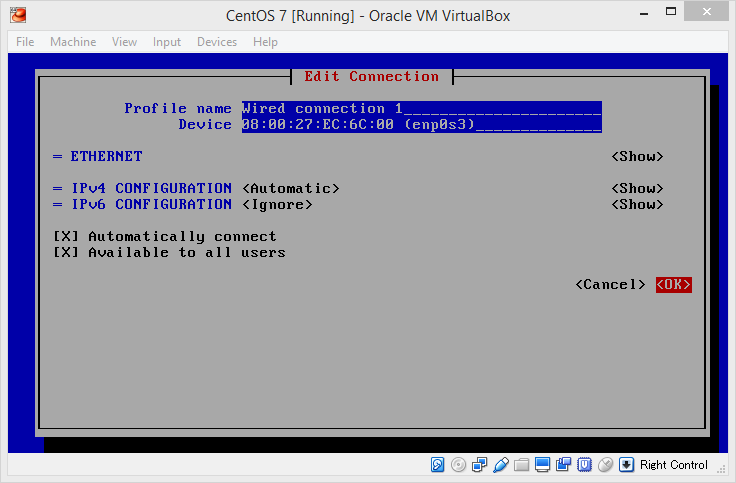 CentOS 7 [Running] - Oracle VM VirtualBox
File Machine View Input Devices Help
Edit Connection
Profile name Wired connection 1______________________
Device 08:00:27:EC:6C:00 (enp0s3)______________
= ETHERNET <Show>
= IPv4 CONFIGURATION <Automatic> <Show>
= IPv6 CONFIGURATION <Ignore> <Show>
[X] Automatically connect
[X] Available to all users
<Cancel> <OK>
Right Control